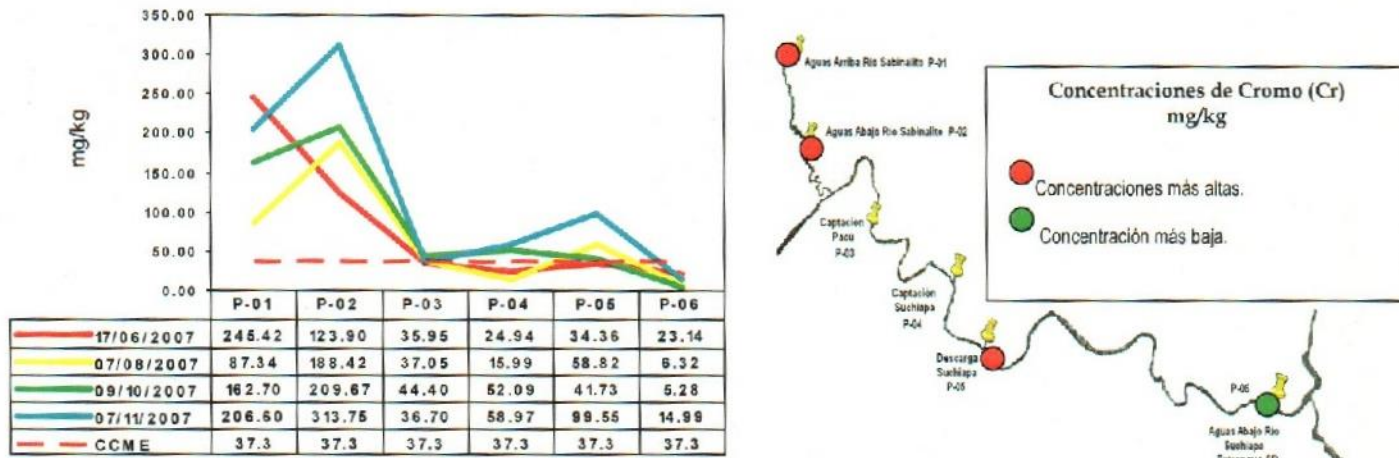 350.00
300.00
250.00
200.00
150.00
100.00
50.00
0.00
mg/kg
P-01 P-02 P-03 P-04 P-05 P-06
17/06/2007 245.42 123.90 35.95 24.94 34.36 23.14
07/08/2007 87.34 188.42 37.05 15.99 58.82 6.32
09/10/2007 162.70 209.67 44.40 52.09 41.73 5.28
07/11/2007 206.60 313.75 36.70 58.97 99.55 14.99
CCME 37.3 37.3 37.3 37.3 37.3 37.3
Aguas Arriba Rio Sabinalito P-01
Aguas Abajo Rio Sabinalito P-02
Captacion
Pacu
P-03
Captación
Suchiapa
P-04
Descarga
Suchiapa
P-05
P-06
Aguas Abajo Rio
Suchiapa
Concentraciones de Cromo (Cr)
mg/kg
Concentraciones más altas.
Concentración más baja.